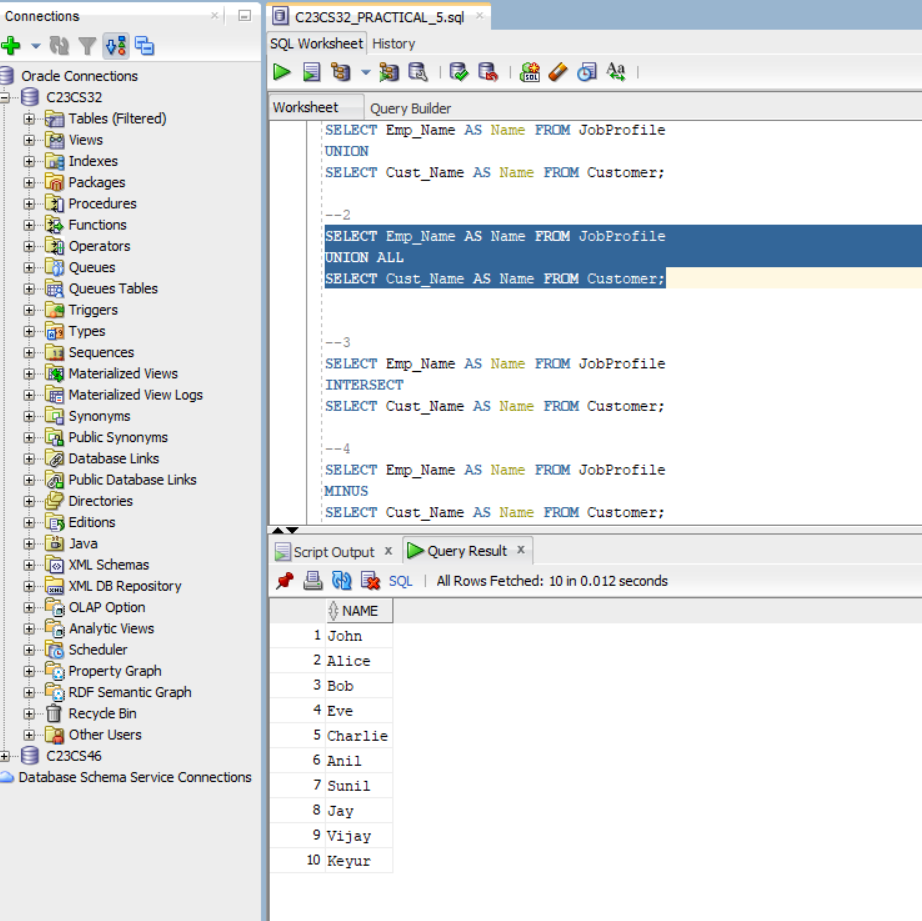 Connections
Oracle Connections
C23CS32
Tables (Filtered)
Views
Indexes
Packages
Procedures
Functions
Operators
Queues
Queues Tables
Triggers
Types
Sequences
Materialized Views
Materialized View Logs
Synonyms
Public Synonyms
Database Links
Public Database Links
Directories
Editions
Java
XML Schemas
XML DB Repository
OLAP Option
Analytic Views
Scheduler
Property Graph
RDF Semantic Graph
Recycle Bin
Other Users
C23CS46
Database Schema Service Connections
C23CS32_PRACTICAL_5.sql
SQL Worksheet History
Worksheet Query Builder
SELECT Emp_Name AS Name FROM JobProfile
UNION
SELECT Cust_Name AS Name FROM Customer;
--2
SELECT Emp_Name AS Name FROM JobProfile
UNION ALL
SELECT Cust_Name AS Name FROM Customer;
--3
SELECT Emp_Name AS Name FROM JobProfile
INTERSECT
SELECT Cust_Name AS Name FROM Customer;
--4
SELECT Emp_Name AS Name FROM JobProfile
MINUS
SELECT Cust_Name AS Name FROM Customer;
Script Output x Query Result x
SQL | All Rows Fetched: 10 in 0.012 seconds
NAME
1 John
2 Alice
3 Bob
4 Eve
5 Charlie
6 Anil
7 Sunil
8 Jay
9 Vijay
10 Keyur